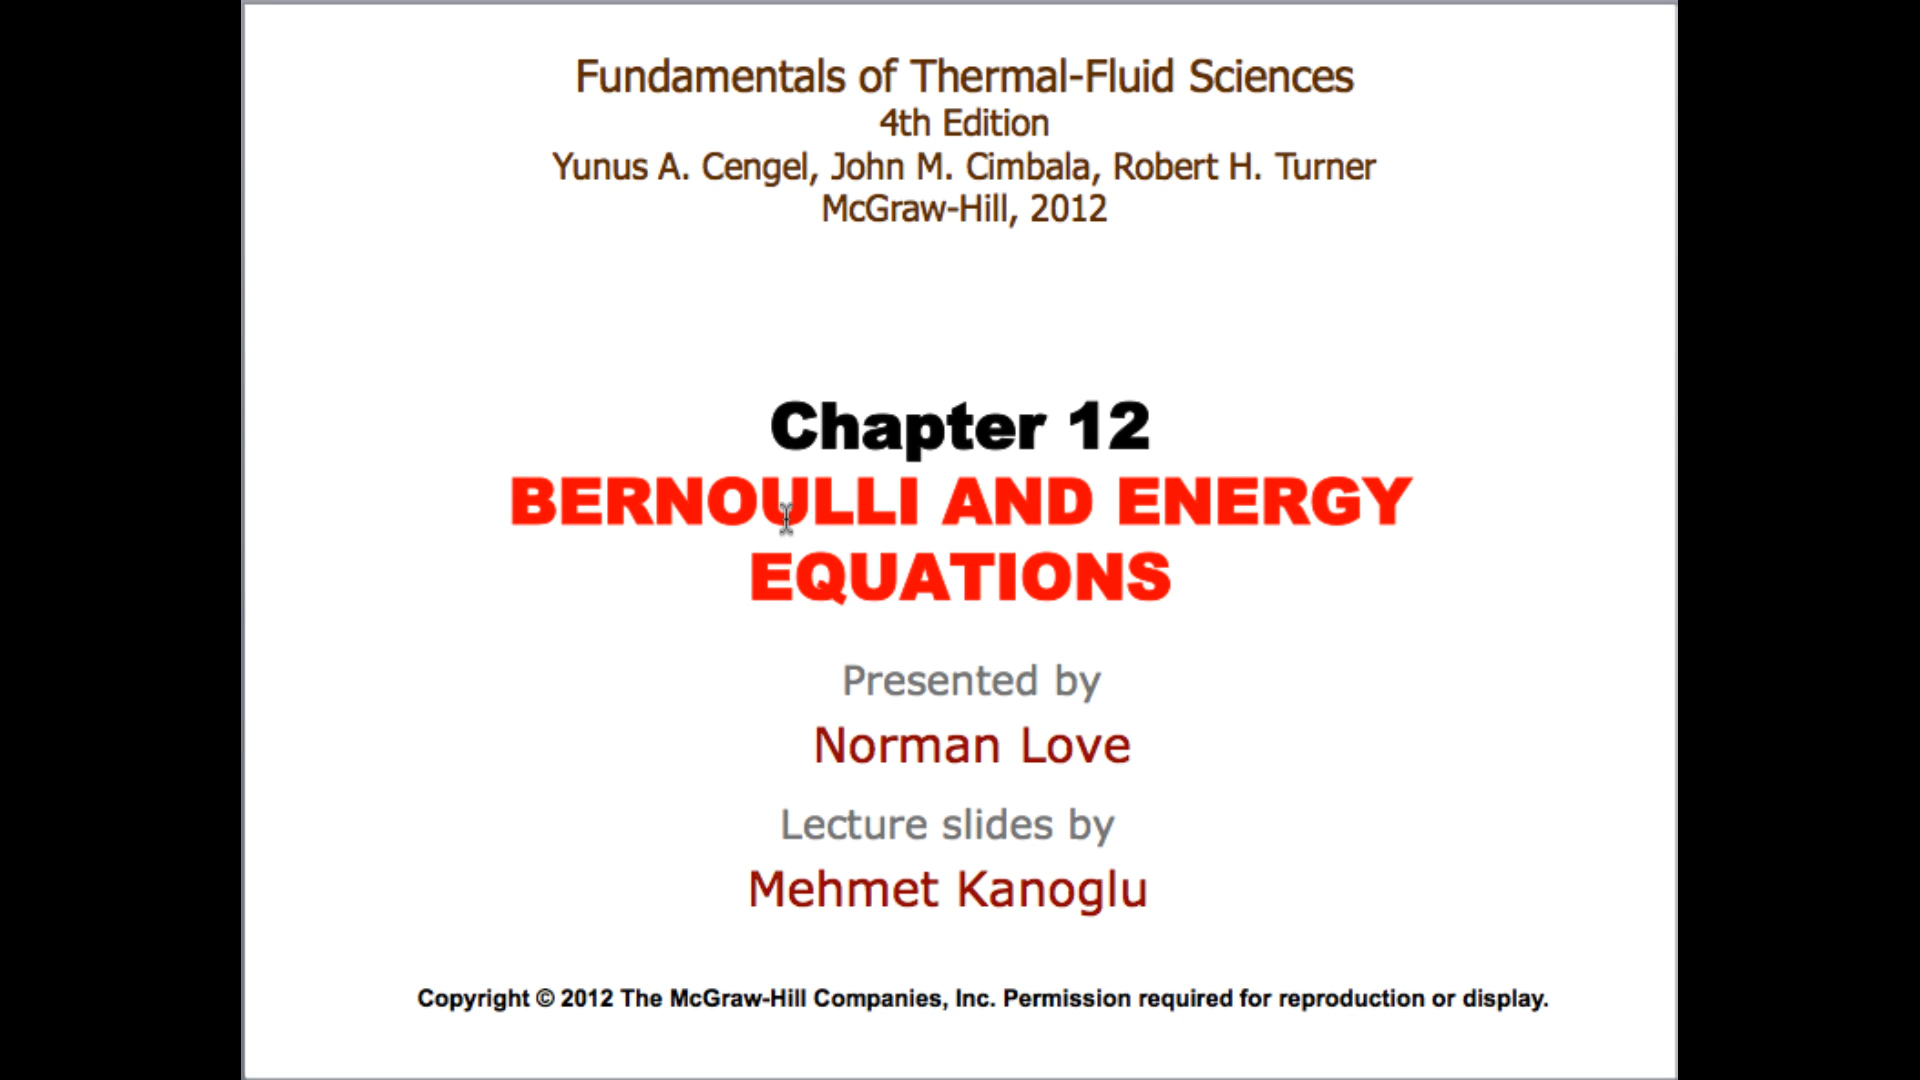 Fundamentals of Thermal-Fluid Sciences
4th Edition
Yunus A. Cengel, John M. Cimbala, Robert H. Turner
McGraw-Hill, 2012
Chapter 12
BERNOULLI AND ENERGY
EQUATIONS
Presented by
Norman Love
Lecture slides by
Mehmet Kanoglu
Copyright © 2012 The McGraw-Hill Companies, Inc. Permission required for reproduction or display.